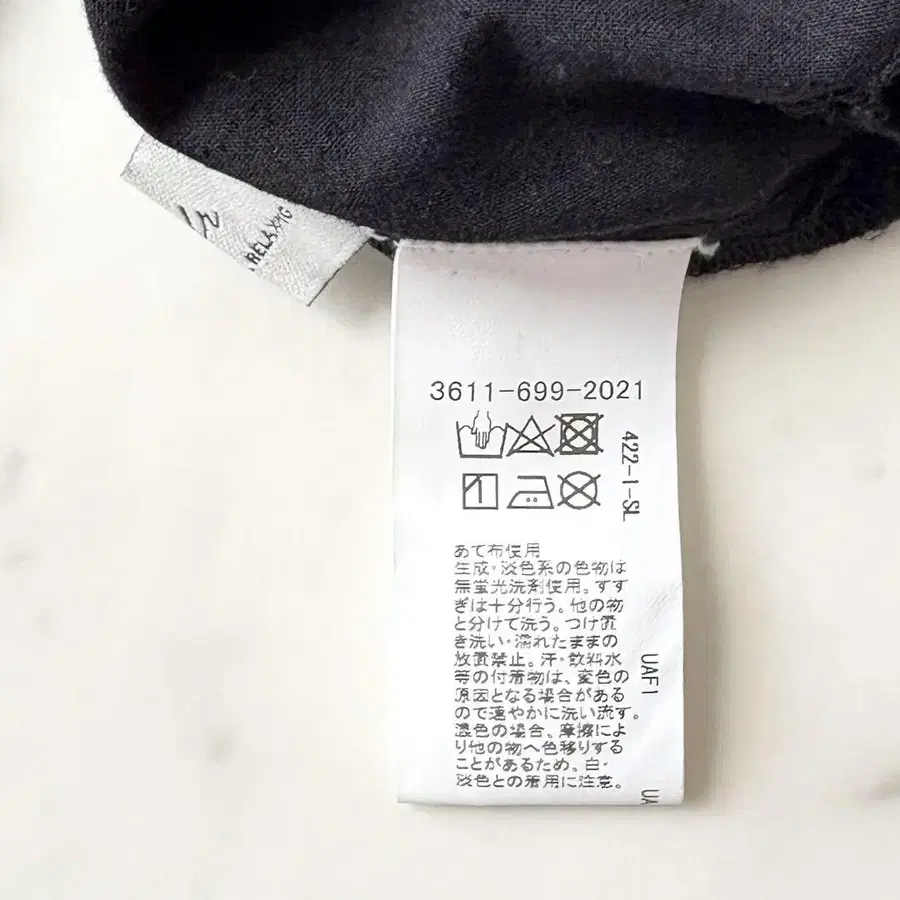 RELAXING
3611-699-2021
422-1-SL
あて布使用
生成・淡色系の色物は
無蛍光洗剤使用。すす
ぎは十分行う。他の物
と分けて洗う。つけ置
き洗い・濡れたままの
放置禁止。汗・飲料水
等の付着物は、変色の
原因となる場合がある
ので速やかに洗い流す。
濃色の場合、摩擦によ
り他の物へ色移りする
ことがあるため、白・
淡色との着用に注意。
UAFI
UA